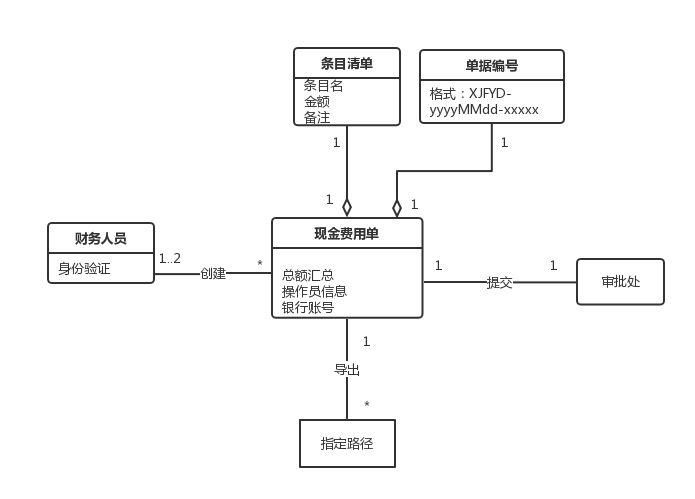 条目清单
条目名
金额
备注
单据编号
格式：XJFYD-
yyyyMMdd-xxxxx
1
1
1
1
财务人员
身份验证
1..2
创建
*
现金费用单
总额汇总
操作员信息
银行账号
1
提交
1
审批处
1
导出
*
指定路径